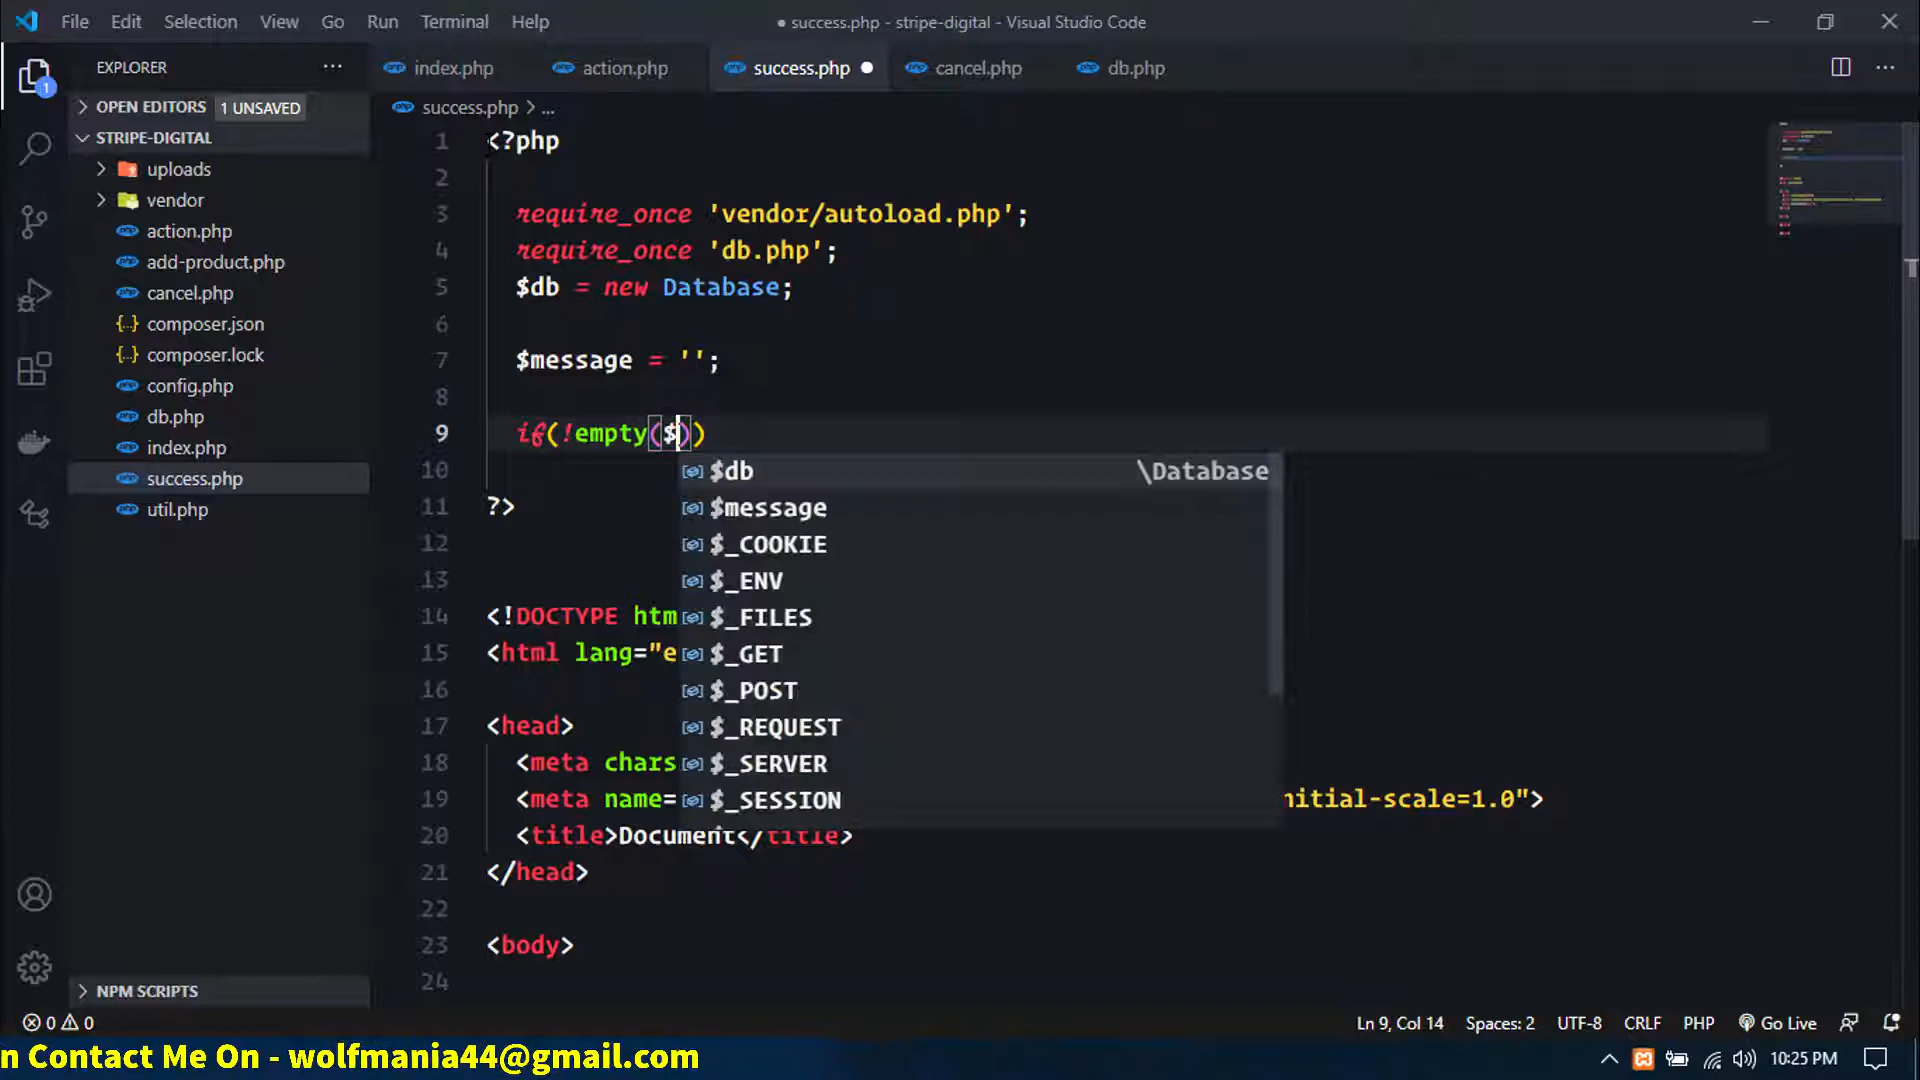 File Edit Selection View Go Run Terminal Help
● success.php - stripe-digital - Visual Studio Code
EXPLORER ...
index.php action.php success.php ● cancel.php db.php
OPEN EDITORS 1 UNSAVED
STRIPE-DIGITAL
uploads
vendor
action.php
add-product.php
cancel.php
composer.json
composer.lock
config.php
db.php
index.php
success.php
util.php
NPM SCRIPTS
1
success.php > ...
1 <?php
2
3 require_once 'vendor/autoload.php';
4 require_once 'db.php';
5 $db = new Database;
6
7 $message = '';
8
9 if(!empty($))
10
11 ?>
12
13
14 <!DOCTYPE htm
15 <html lang="e
16
17 <head>
18 <meta chars
19 <meta name= nitial-scale=1.0">
20 <title>Document</title>
21 </head>
22
23 <body>
24
$db \Database
$message
$_COOKIE
$_ENV
$_FILES
$_GET
$_POST
$_REQUEST
$_SERVER
$_SESSION
0 0
Ln 9, Col 14 Spaces: 2 UTF-8 CRLF PHP Go Live
n Contact Me On - wolfmania44@gmail.com
10:25 PM